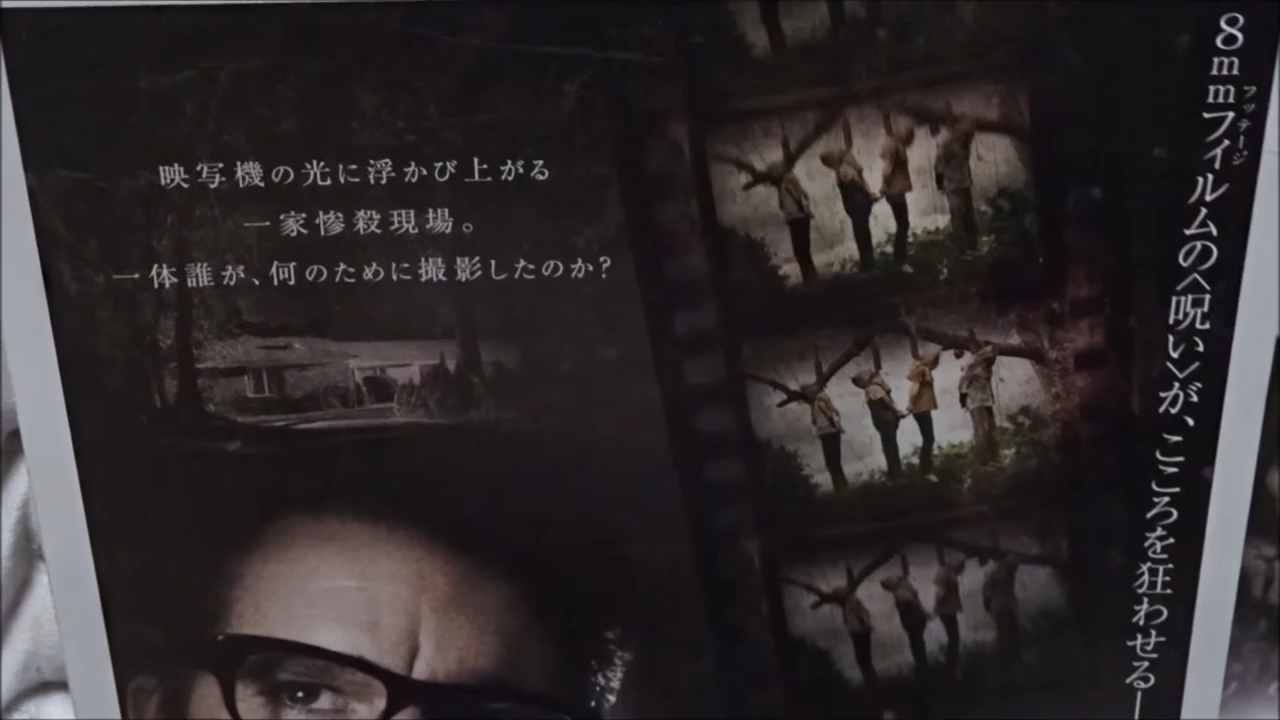 8mmフィルムの〈呪い〉が、こころを狂わせる―
フッテージ
映写機の光に浮かび上がる
一家惨殺現場。
一体誰が、何のために撮影したのか?